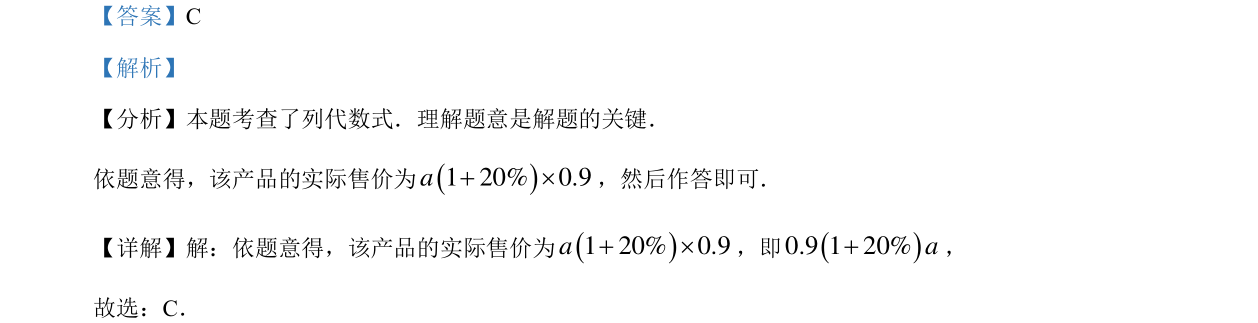 【答案】C
【解析】
【分析】本题考查了列代数式．理解题意是解题的关键．
依题意得，该产品的实际售价为a(1+20%)×0.9，然后作答即可．
【详解】解：依题意得，该产品的实际售价为a(1+20%)×0.9，即0.9(1+20%)a，
故选：C．